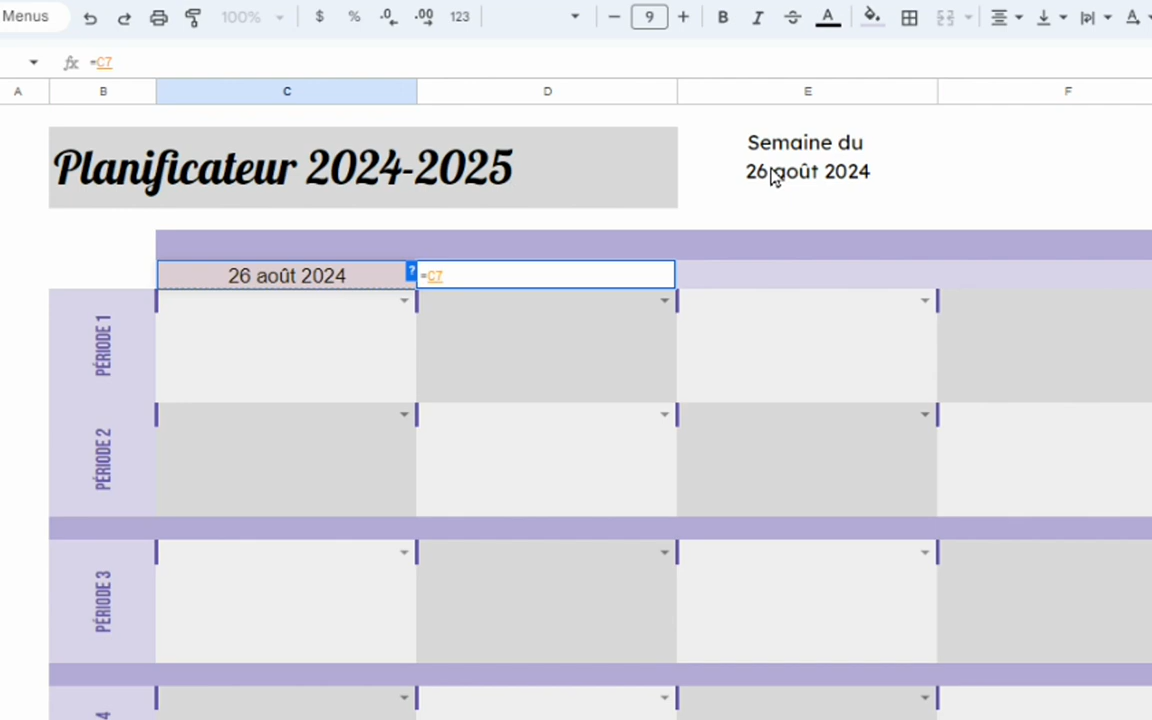 Menus
100%
$ % .0 .00 123
9
B I S A A
fx =C7
A B C D E F
Planificateur 2024-2025
Semaine du
26 août 2024
26 août 2024 ? =C7
PÉRIODE 1
PÉRIODE 2
PÉRIODE 3
4